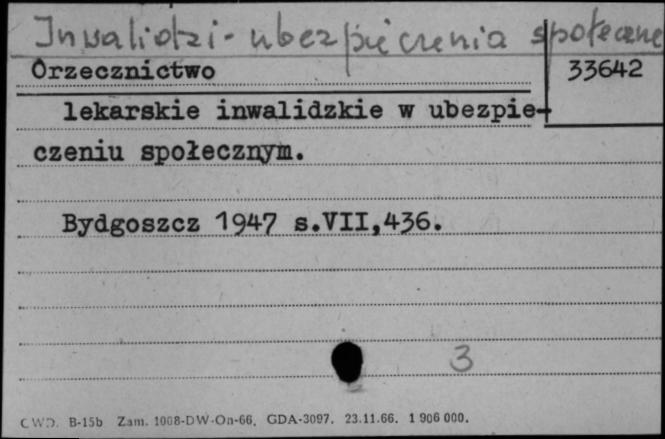 Inwalidzi - ubezpieczenia społeczne
Orzecznictwo
33642
lekarskie inwalidzkie w ubezpie-
czeniu społecznym.
Bydgoszcz 1947 s.VII,436.
3
CWD. B-15b Zam. 1008-DW-On-66. GDA-3097. 23.11.66. 1 906 000.